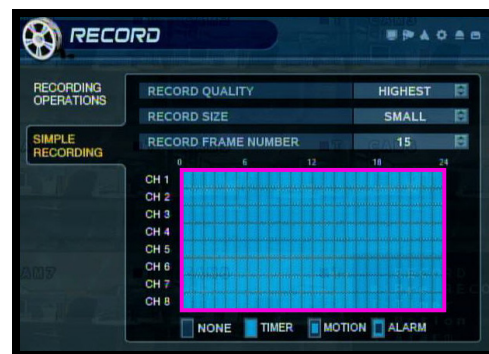 RECORD
RECORDING
OPERATIONS
SIMPLE
RECORDING
RECORD QUALITY HIGHEST
RECORD SIZE SMALL
RECORD FRAME NUMBER 15
0 6 12 18 24
CH 1
CH 2
CH 3
CH 4
CH 5
CH 6
CH 7
CH 8
NONE TIMER MOTION ALARM